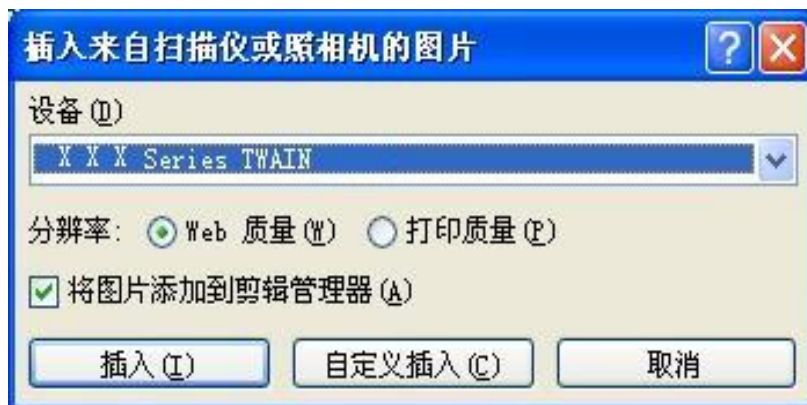 插入来自扫描仪或照相机的图片
设备(D)
X X X Series TWAIN
分辨率: Web 质量(W) 打印质量(P)
将图片添加到剪辑管理器(A)
插入(I) 自定义插入(C) 取消